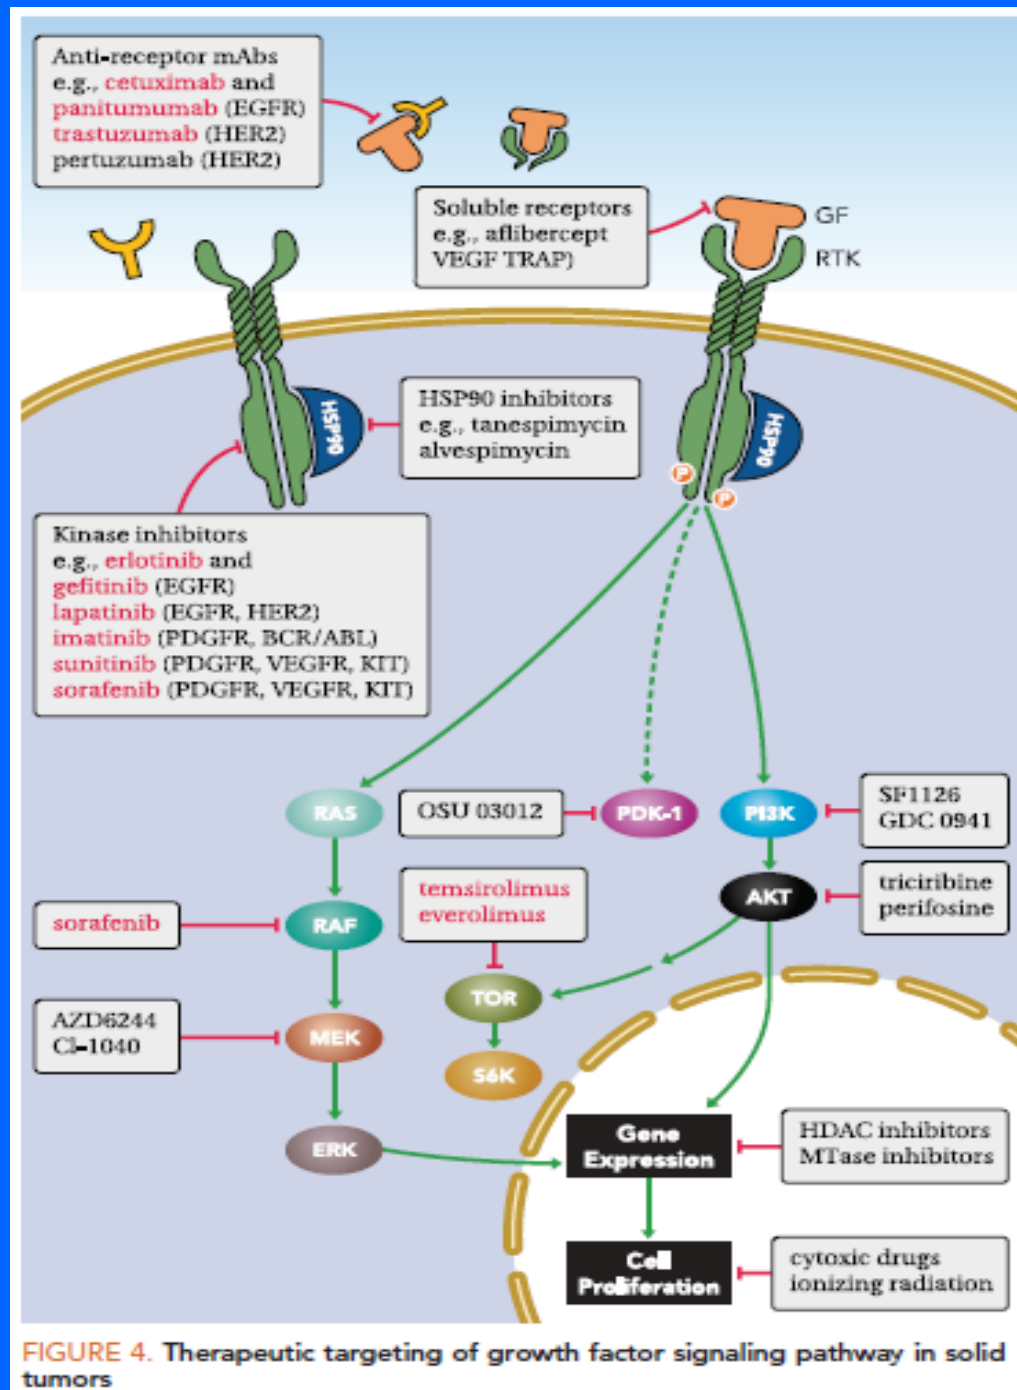 Anti-receptor mAbs
e.g., cetuximab and
panitumumab (EGFR)
trastuzumab (HER2)
pertuzumab (HER2)
Soluble receptors
e.g., aflibercept
VEGF TRAP)
GF
RTK
HSP90
HSP90 inhibitors
e.g., tanespimycin
alvespimycin
HSP90
P
P
Kinase inhibitors
e.g., erlotinib and
gefitinib (EGFR)
lapatinib (EGFR, HER2)
imatinib (PDGFR, BCR/ABL)
sunitinib (PDGFR, VEGFR, KIT)
sorafenib (PDGFR, VEGFR, KIT)
RAS
OSU 03012
PDK-1
PI3K
SF1126
GDC 0941
temsirolimus
everolimus
AKT
triciribine
perifosine
sorafenib
RAF
TOR
AZD6244
CI-1040
MEK
S6K
ERK
Gene
Expression
HDAC inhibitors
MTase inhibitors
Cell
Proliferation
cytoxic drugs
ionizing radiation
FIGURE 4. Therapeutic targeting of growth factor signaling pathway in solid
tumors